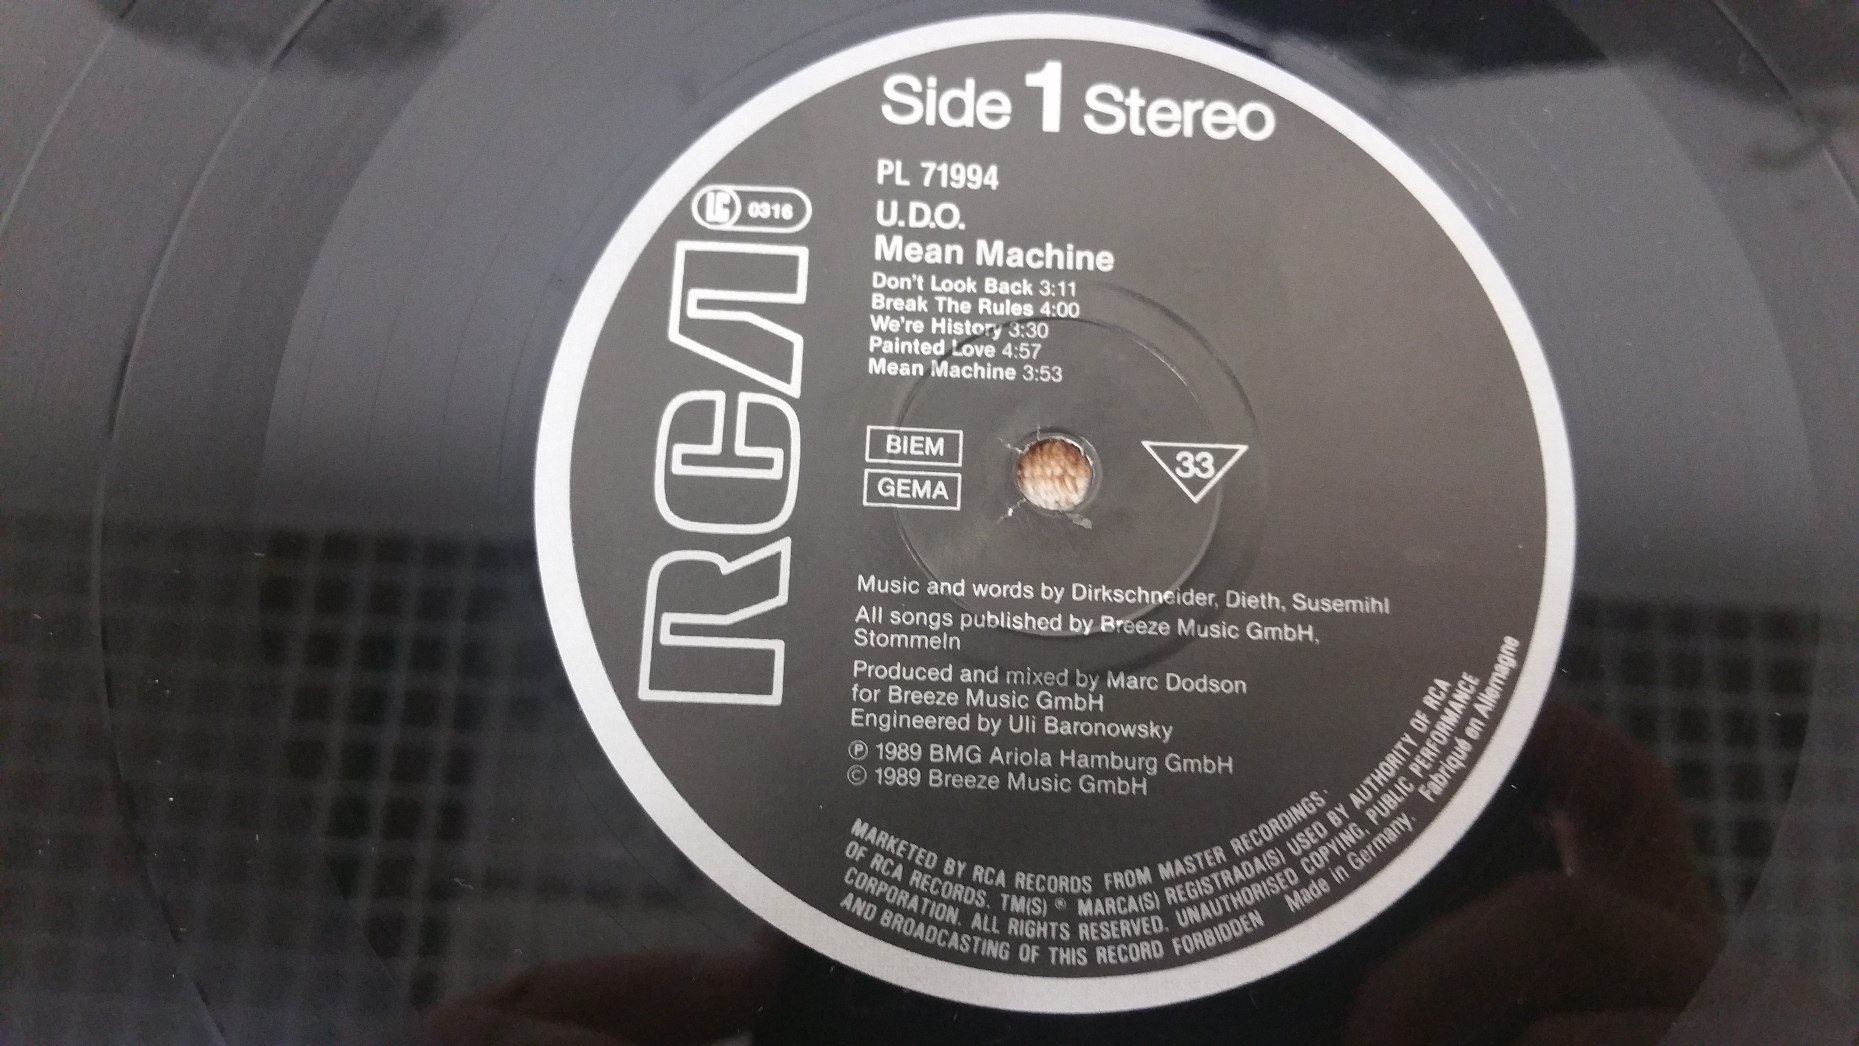 Side 1 Stereo
PL 71994
LC 0316
U.D.O.
Mean Machine
Don't Look Back 3:11
Break The Rules 4:00
We're History 3:30
Painted Love 4:57
Mean Machine 3:53
RCA
BIEM
GEMA
33
Music and words by Dirkschneider, Dieth, Susemihl
All songs published by Breeze Music GmbH,
Stommeln
Produced and mixed by Marc Dodson
for Breeze Music GmbH
Engineered by Uli Baronowsky
℗ 1989 BMG Ariola Hamburg GmbH
© 1989 Breeze Music GmbH
MARKETED BY RCA RECORDS FROM MASTER RECORDINGS
OF RCA RECORDS. TM(S) ® MARCA(S) REGISTRADA(S) USED BY AUTHORITY OF RCA
CORPORATION. ALL RIGHTS RESERVED. UNAUTHORISED COPYING, PUBLIC PERFORMANCE
AND BROADCASTING OF THIS RECORD FORBIDDEN Made in Germany. Fabriqué en Allemagne